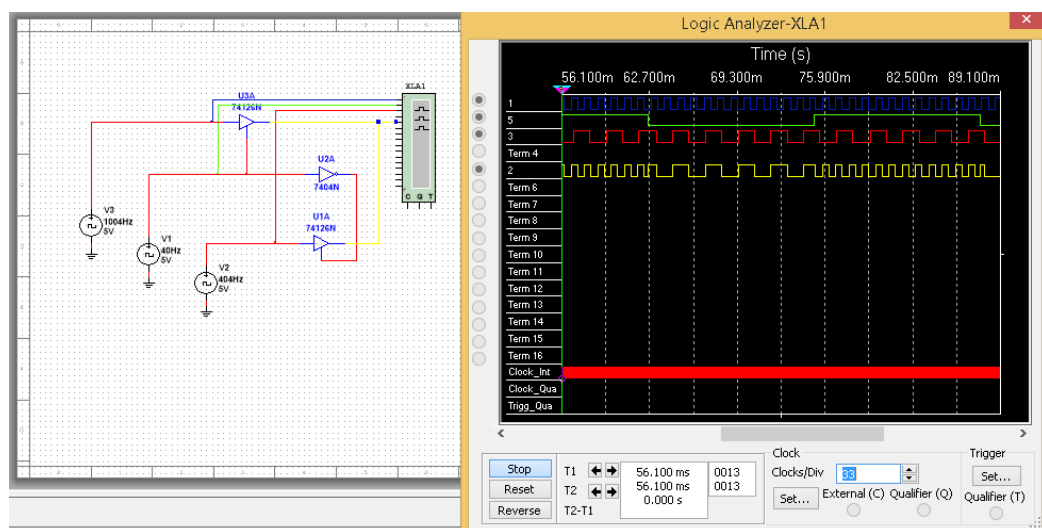 XLA1
U3A
74126N
U2A
7404N
U1A
74126N
V3
1004Hz
5V
V1
40Hz
5V
V2
404Hz
5V
C Q T
Logic Analyzer-XLA1
Time (s)
56.100m 62.700m 69.300m 75.900m 82.500m 89.100m
1
5
3
Term 4
2
Term 6
Term 7
Term 8
Term 9
Term 10
Term 11
Term 12
Term 13
Term 14
Term 15
Term 16
Clock_Int
Clock_Qua
Trigg_Qua
Stop
Reset
Reverse
T1 56.100 ms 0013
T2 56.100 ms 0013
T2-T1 0.000 s
Clock
Clocks/Div 33
Set... External (C) Qualifier (Q)
Trigger
Set...
Qualifier (T)